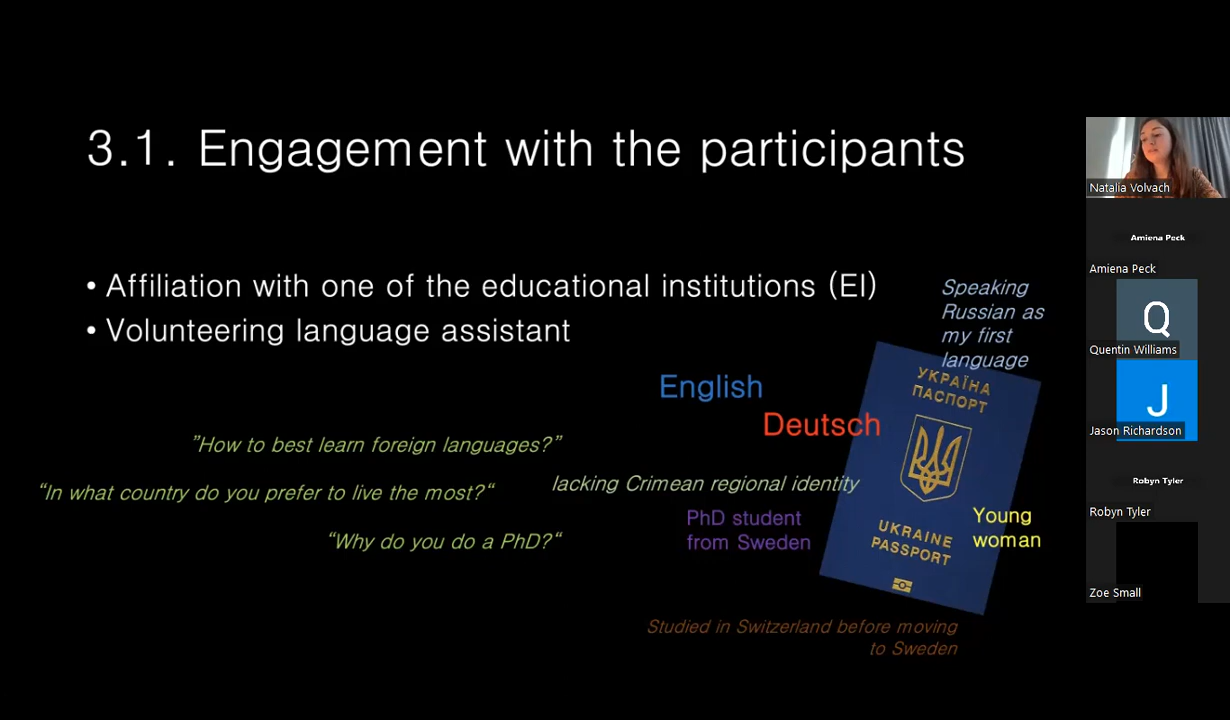 3.1. Engagement with the participants
• Affiliation with one of the educational institutions (EI)
• Volunteering language assistant
Speaking
Russian as
my first
language
УКРАЇНА
ПАСПОРТ
English
Deutsch
”How to best learn foreign languages?”
“In what country do you prefer to live the most?“
“Why do you do a PhD?“
lacking Crimean regional identity
PhD student
from Sweden
UKRAINE
PASSPORT
Young
woman
Studied in Switzerland before moving
to Sweden
Natalia Volvach
Amiena Peck
Amiena Peck
Q
Quentin Williams
J
Jason Richardson
Robyn Tyler
Robyn Tyler
Zoe Small